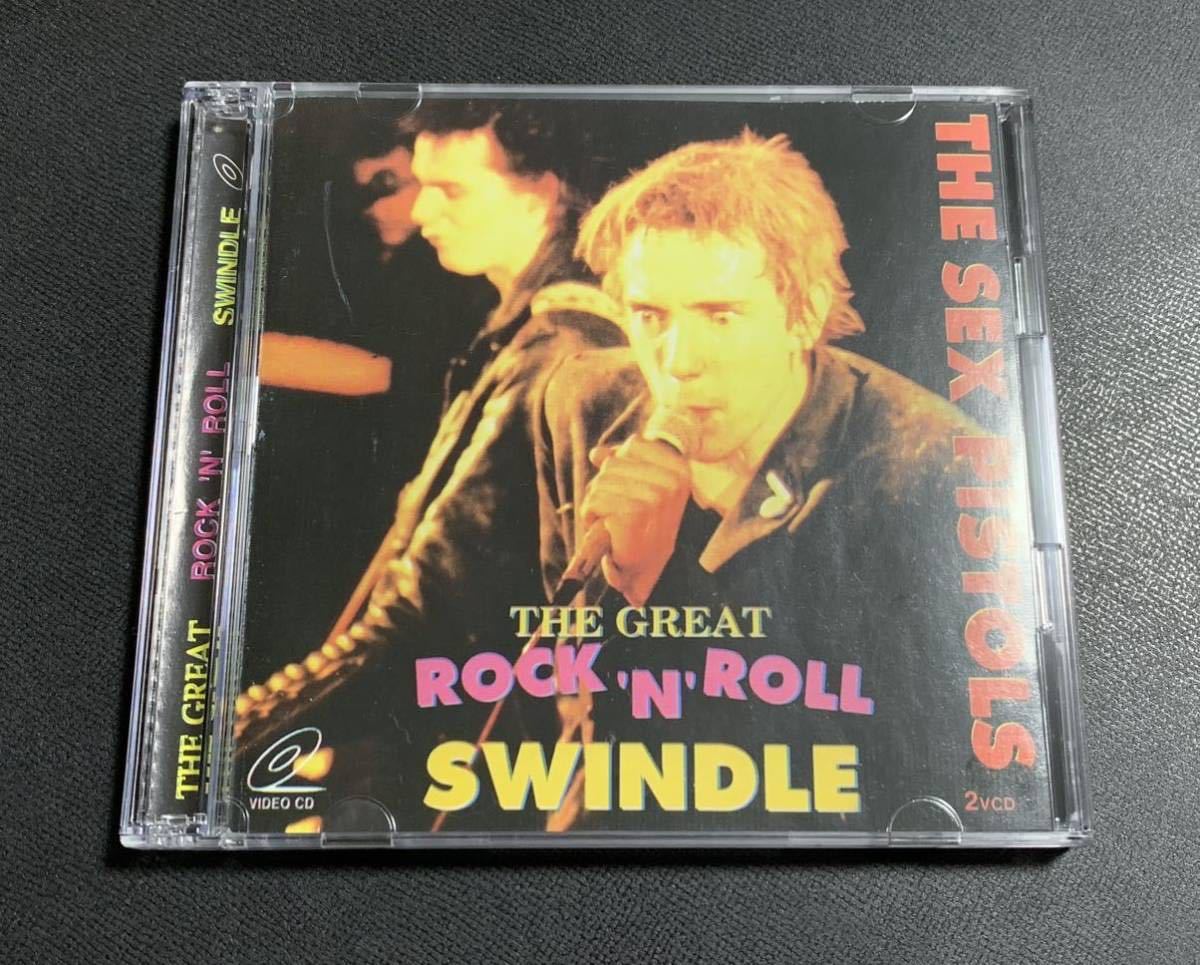 THE GREAT ROCK 'N' ROLL SWINDLE
THE SEX PISTOLS
THE GREAT
ROCK 'N' ROLL
SWINDLE
VIDEO CD
2VCD